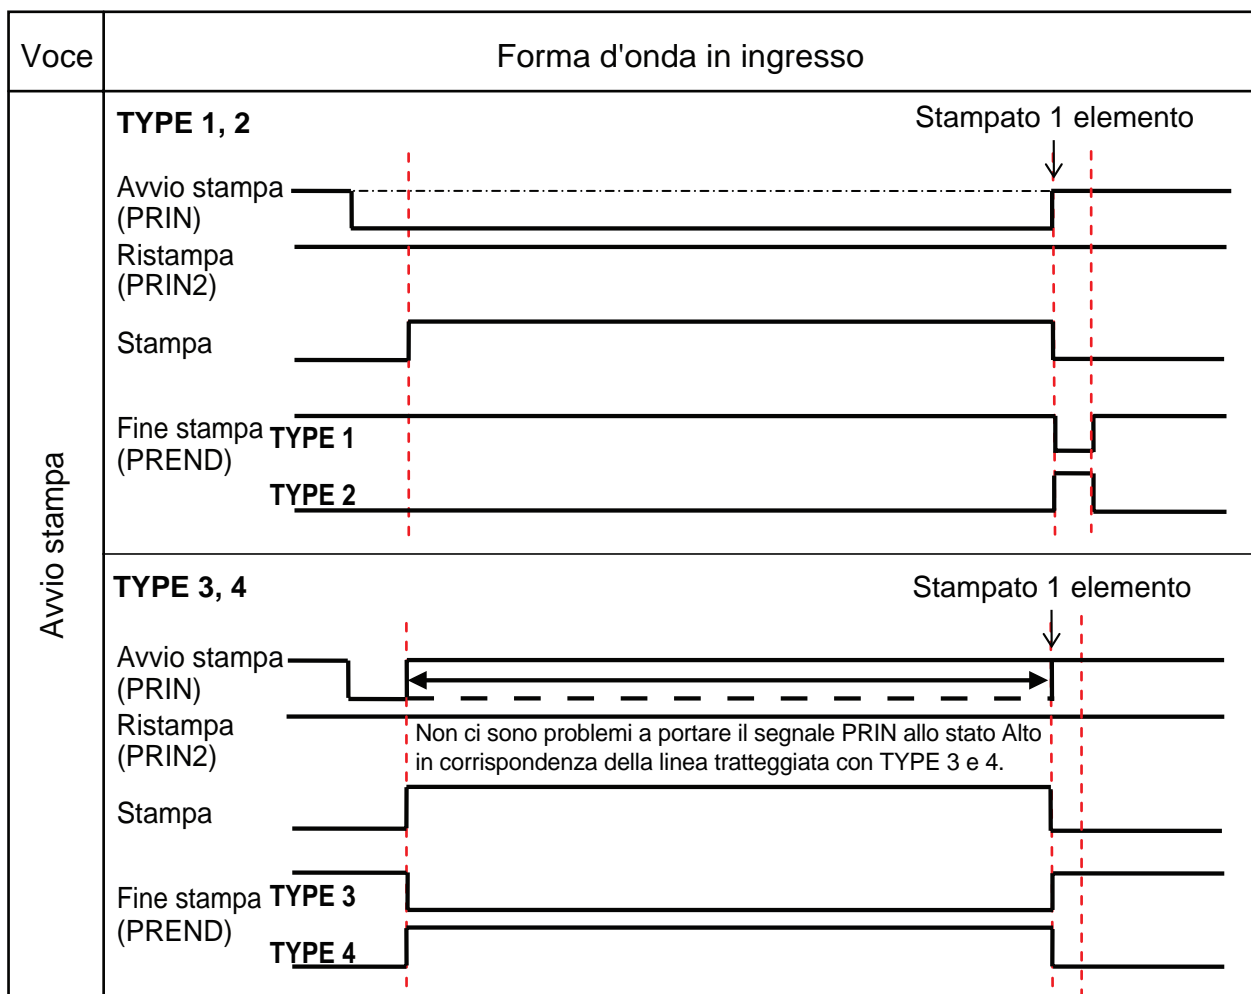 Voce
Forma d'onda in ingresso
Avvio stampa
TYPE 1, 2
Stampato 1 elemento
Avvio stampa
(PRIN)
Ristampa
(PRIN2)
Stampa
Fine stampa TYPE 1
(PREND)
TYPE 2
TYPE 3, 4
Stampato 1 elemento
Avvio stampa
(PRIN)
Ristampa
(PRIN2)
Non ci sono problemi a portare il segnale PRIN allo stato Alto
in corrispondenza della linea tratteggiata con TYPE 3 e 4.
Stampa
Fine stampa TYPE 3
(PREND)
TYPE 4